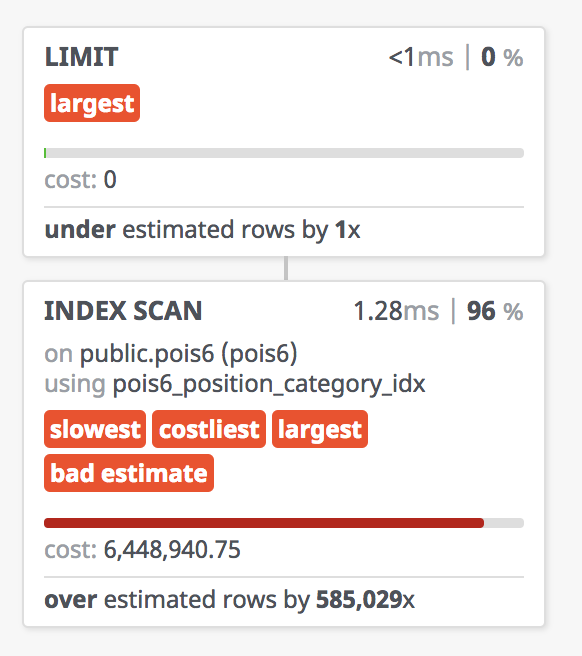 LIMIT <1ms | 0 %
largest
cost: 0
under estimated rows by 1x
INDEX SCAN 1.28ms | 96 %
on public.pois6 (pois6)
using pois6_position_category_idx
slowest costliest largest
bad estimate
cost: 6,448,940.75
over estimated rows by 585,029x